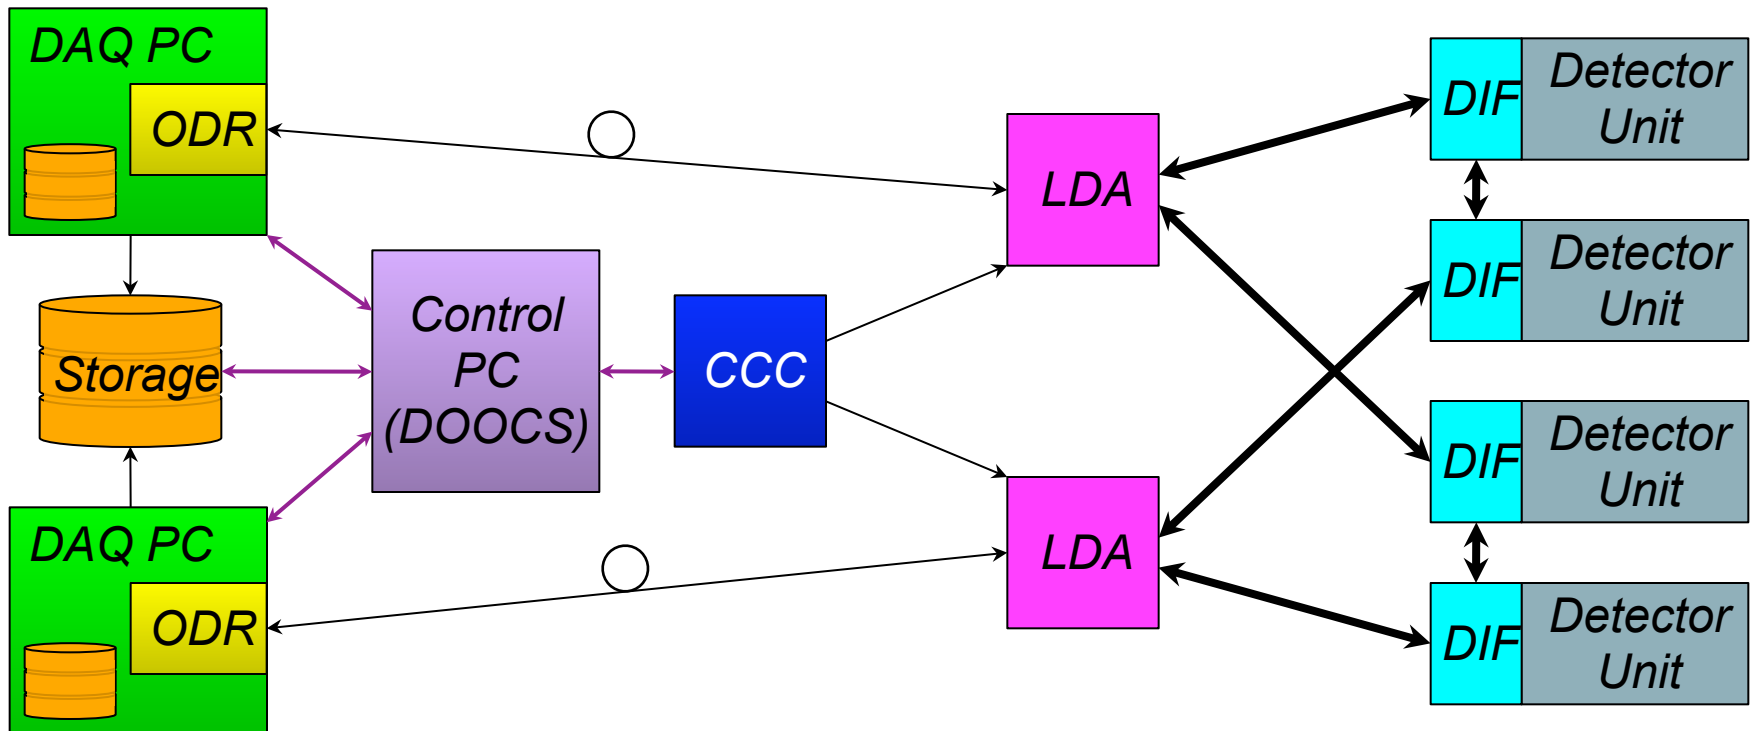 DAQ PC
ODR
Storage
DAQ PC
ODR
Control
PC
(DOOCS)
CCC
LDA
LDA
DIF
Detector
Unit
DIF
Detector
Unit
DIF
Detector
Unit
DIF
Detector
Unit